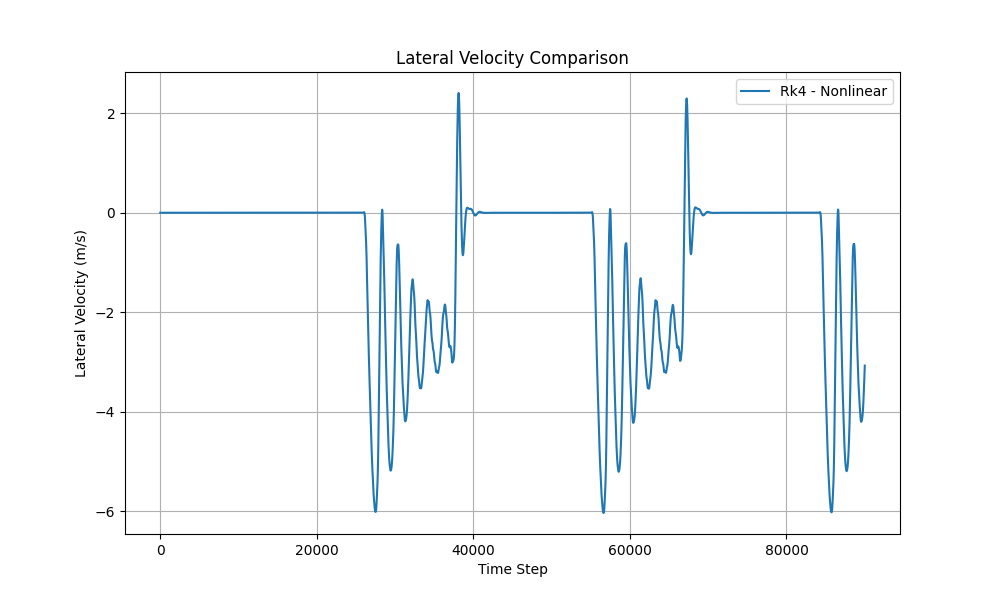 Lateral Velocity Comparison
Rk4 - Nonlinear
Lateral Velocity (m/s)
2
0
−2
−4
−6
0 20000 40000 60000 80000
Time Step